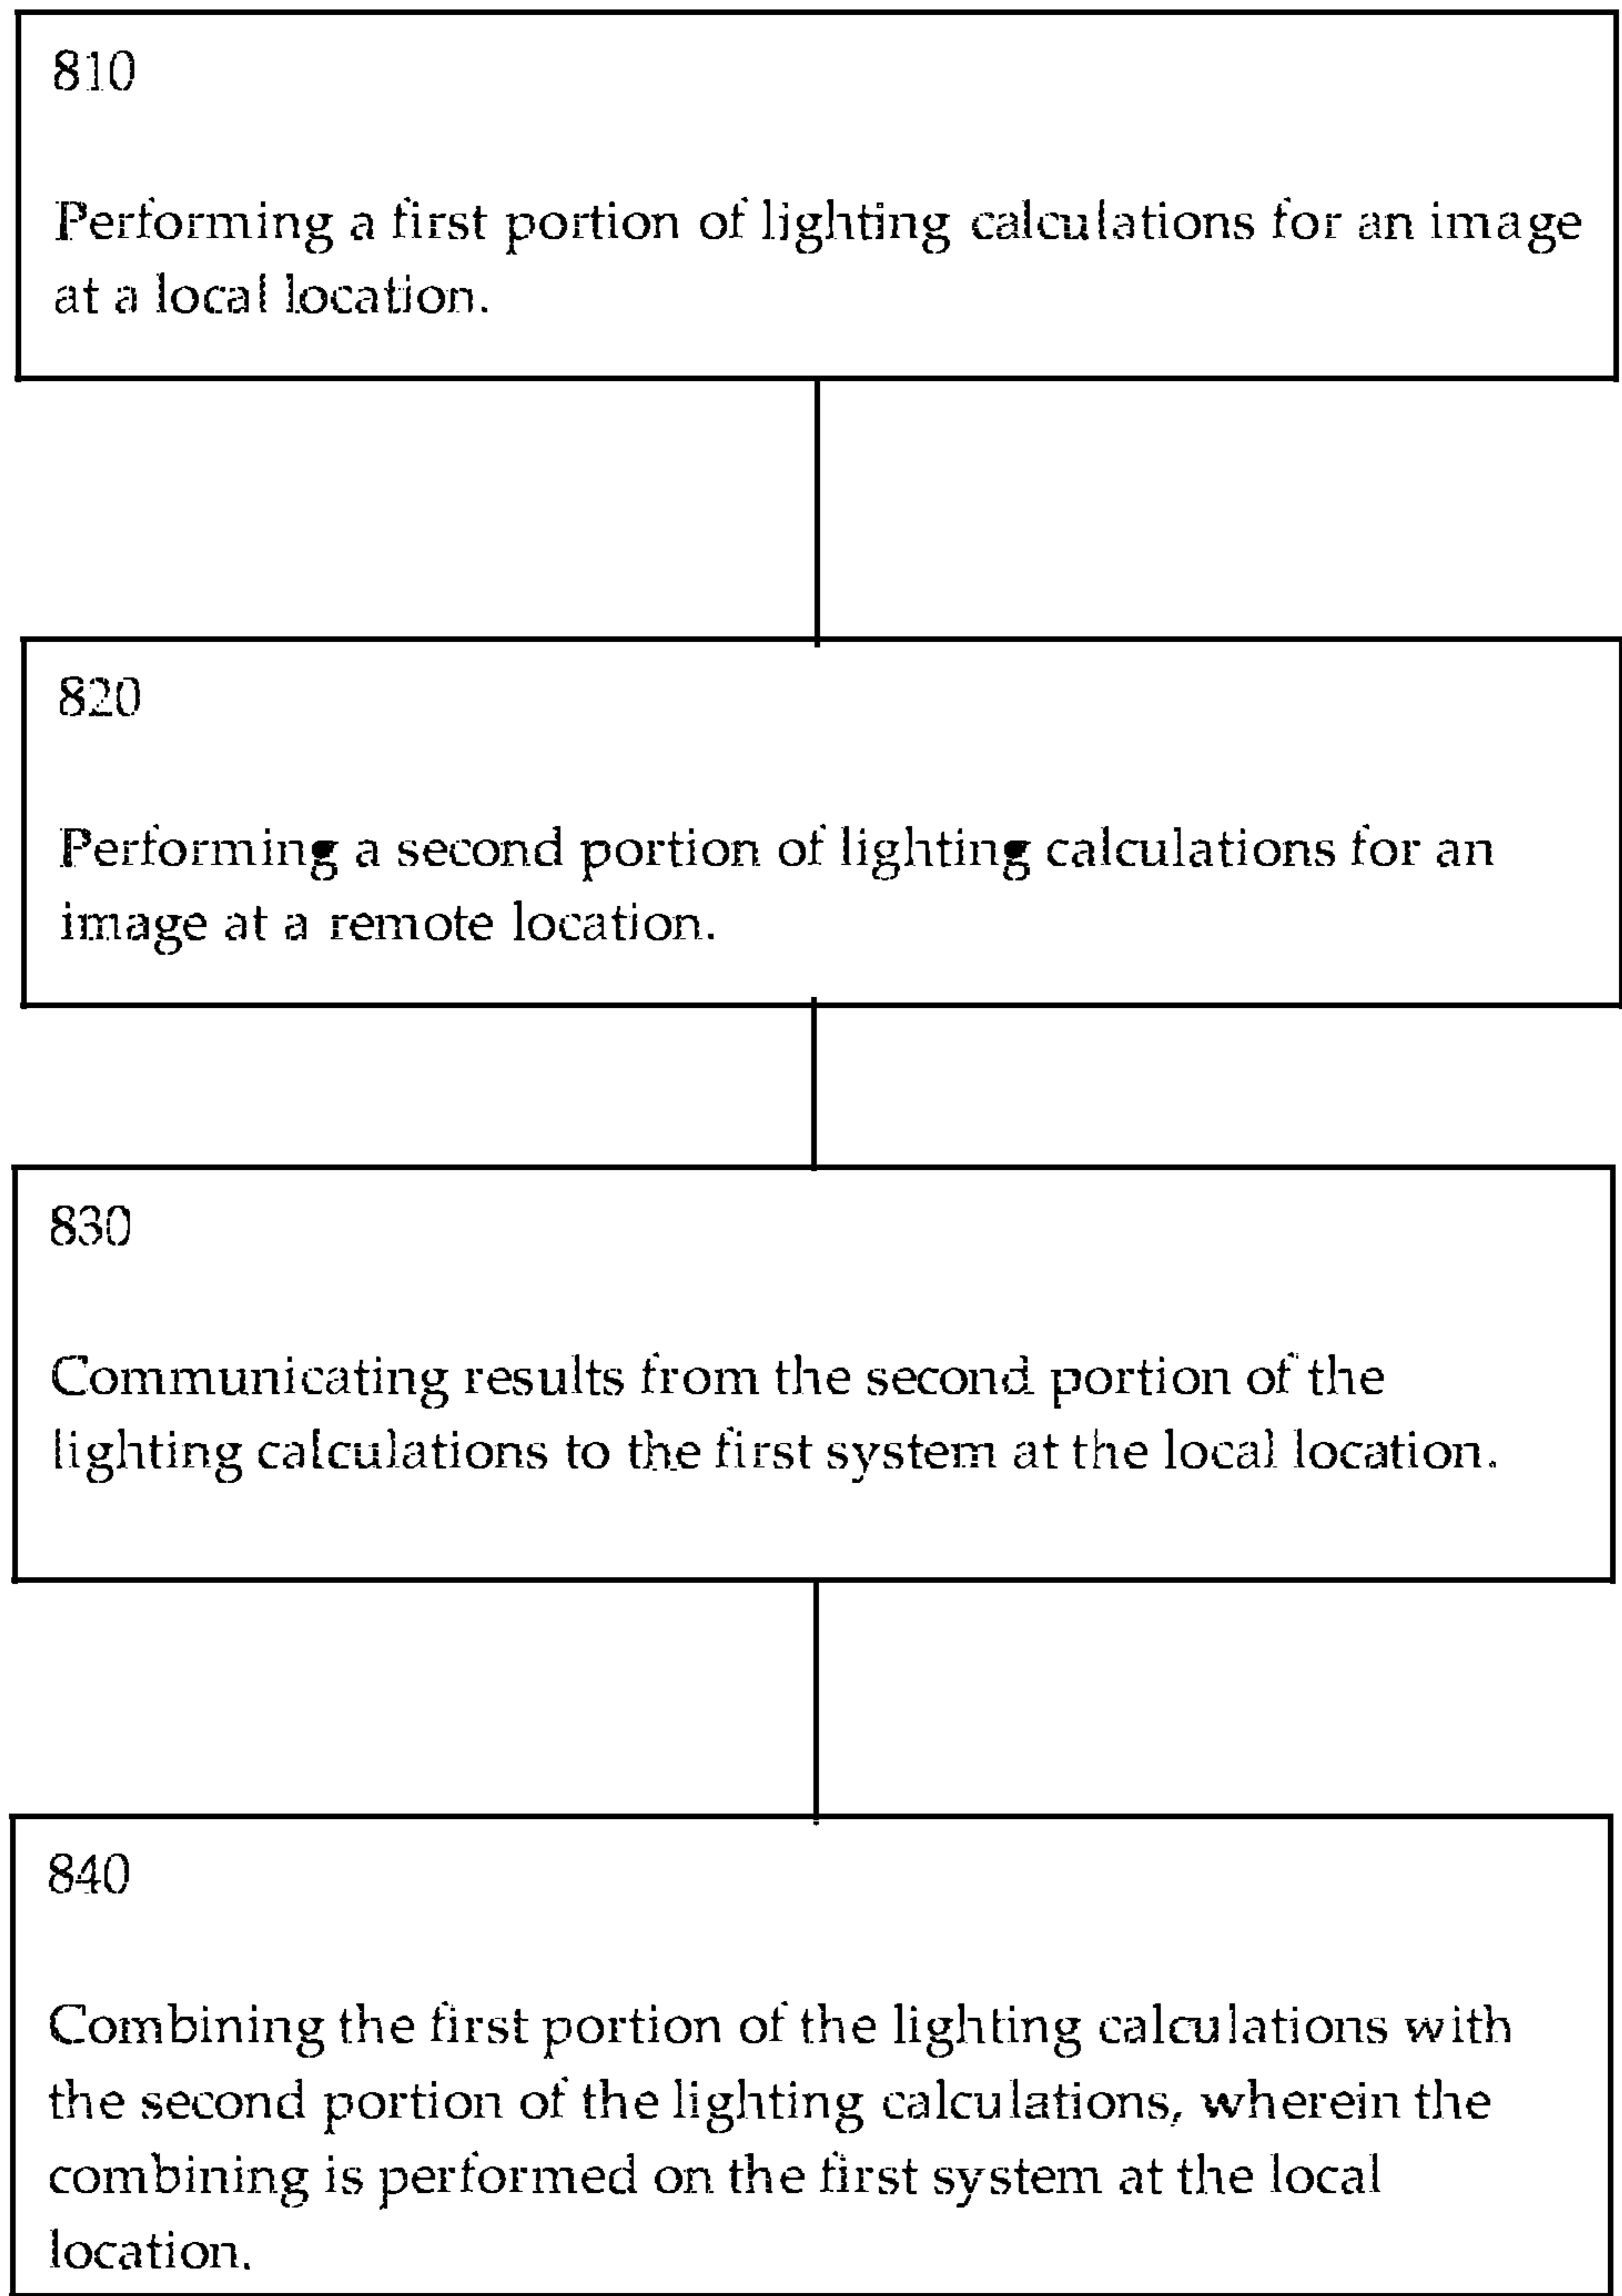 810
Performing a first portion of lighting calculations for an image
at a local location.
820
Performing a second portion of lighting calculations for an
image at a remote location.
830
Communicating results from the second portion of the
lighting calculations to the first system at the local location.
840
Combining the first portion of the lighting calculations with
the second portion of the lighting calculations, wherein the
combining is performed on the first system at the local
location.